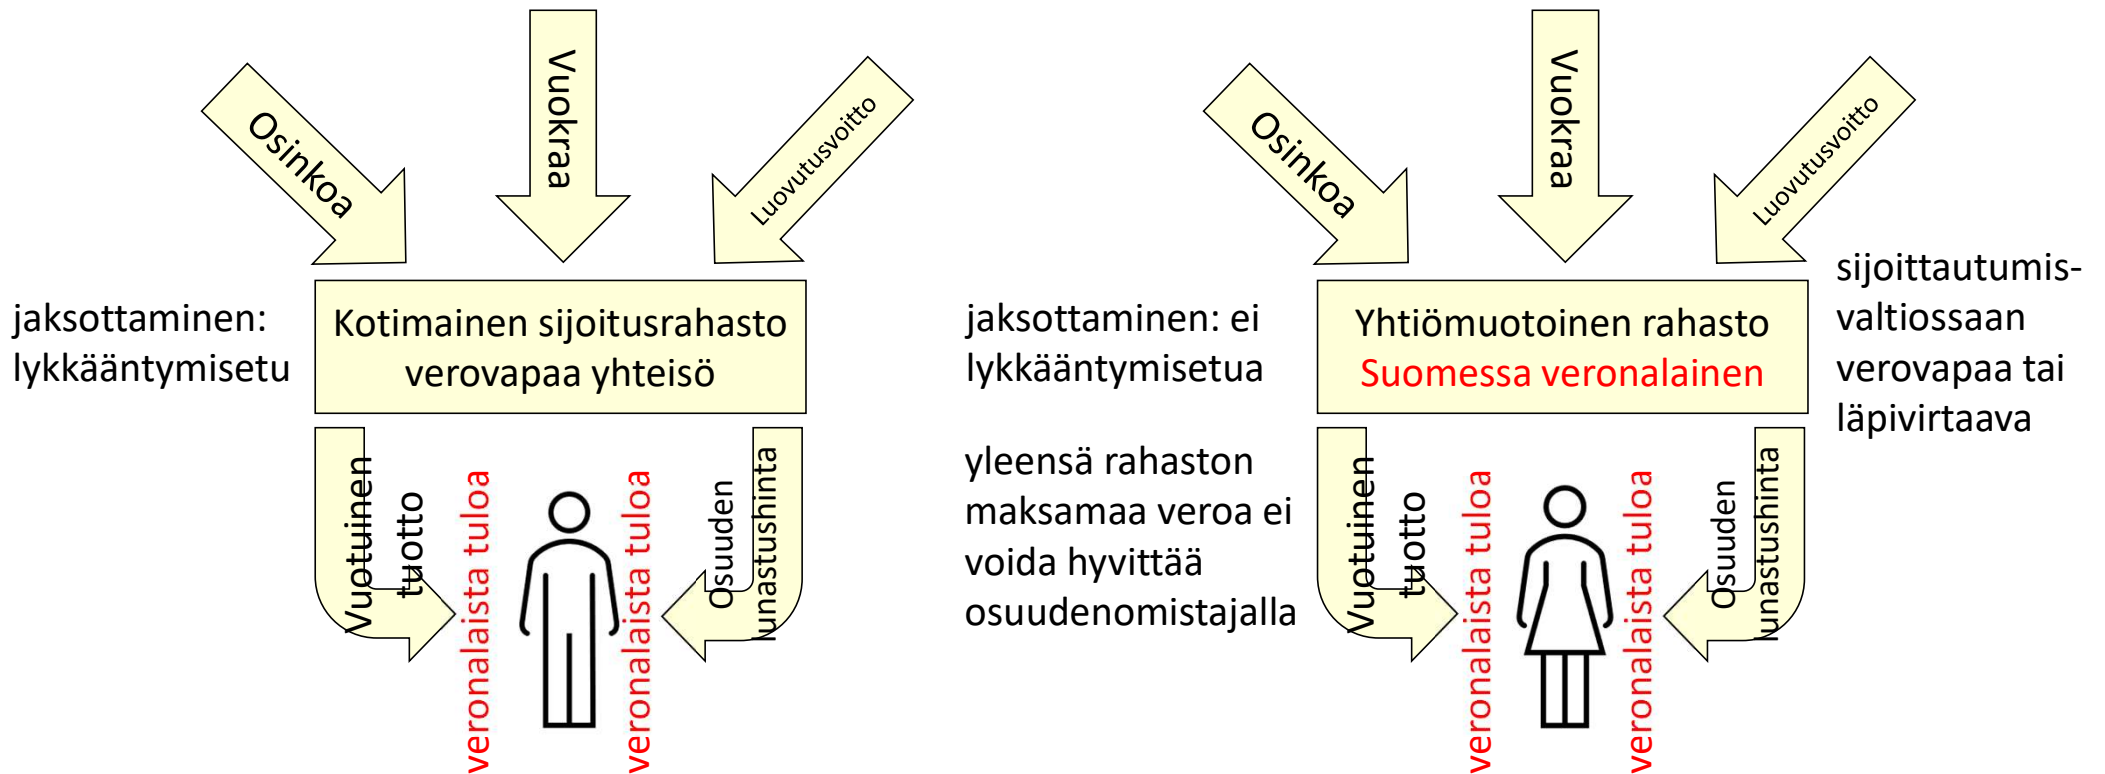 Osinkoa
Vuokraa
Luovutusvoitto
jaksottaminen:
lykkääntymisetu
Kotimainen sijoitusrahasto
verovapaa yhteisö
Vuotuinen
tuotto
veronalaista tuloa
veronalaista tuloa
Osuuden
lunastushinta
Osinkoa
Vuokraa
Luovutusvoitto
jaksottaminen: ei
lykkääntymisetua
yleensä rahaston
maksamaa veroa ei
voida hyvittää
osuudenomistajalla
Yhtiömuotoinen rahasto
Suomessa veronalainen
sijoittautumis-
valtiossaan
verovapaa tai
läpivirtaava
Vuotuinen
tuotto
veronalaista tuloa
veronalaista tuloa
Osuuden
lunastushinta